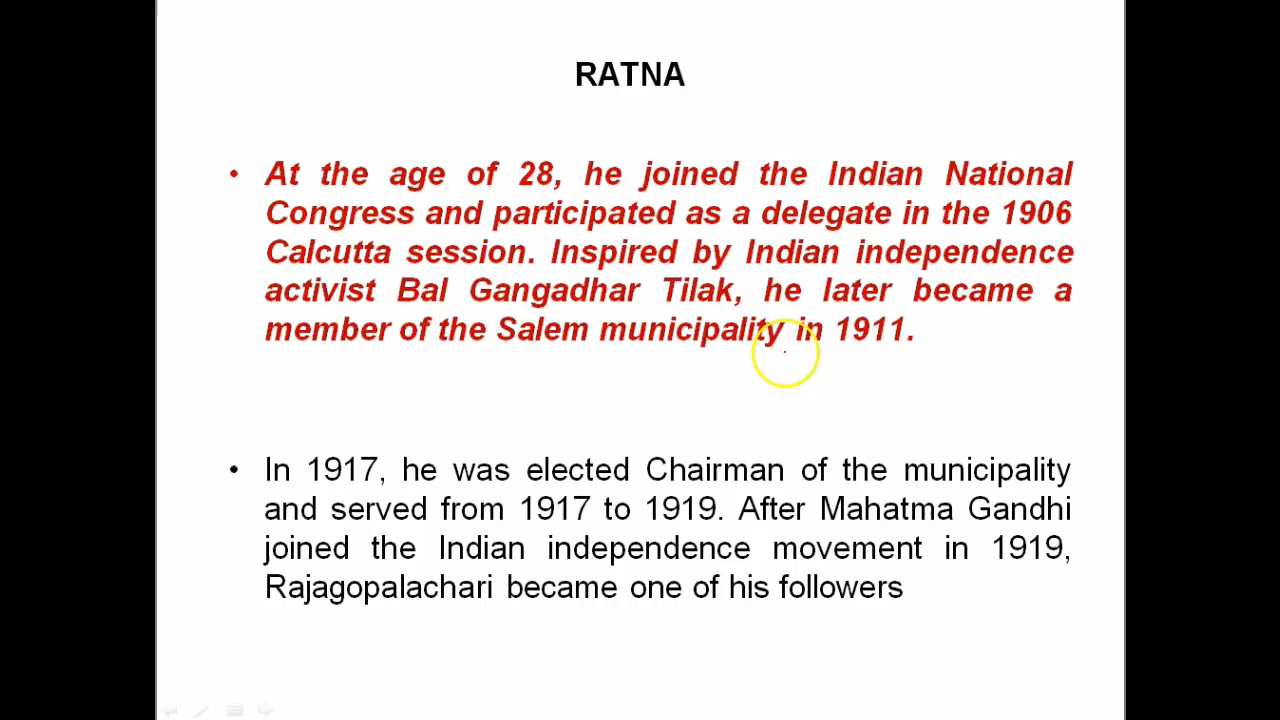 RATNA
• At the age of 28, he joined the Indian National
Congress and participated as a delegate in the 1906
Calcutta session. Inspired by Indian independence
activist Bal Gangadhar Tilak, he later became a
member of the Salem municipality in 1911.
• In 1917, he was elected Chairman of the municipality
and served from 1917 to 1919. After Mahatma Gandhi
joined the Indian independence movement in 1919,
Rajagopalachari became one of his followers